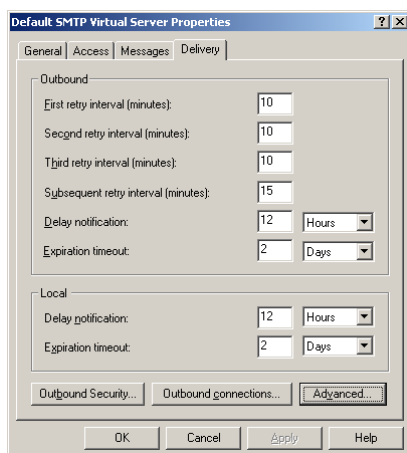 Default SMTP Virtual Server Properties
General Access Messages Delivery
Outbound
First retry interval (minutes): 10
Second retry interval (minutes): 10
Third retry interval (minutes): 10
Subsequent retry interval (minutes): 15
Delay notification: 12 Hours
Expiration timeout: 2 Days
Local
Delay notification: 12 Hours
Expiration timeout: 2 Days
Outbound Security... Outbound connections... Advanced...
OK Cancel Apply Help